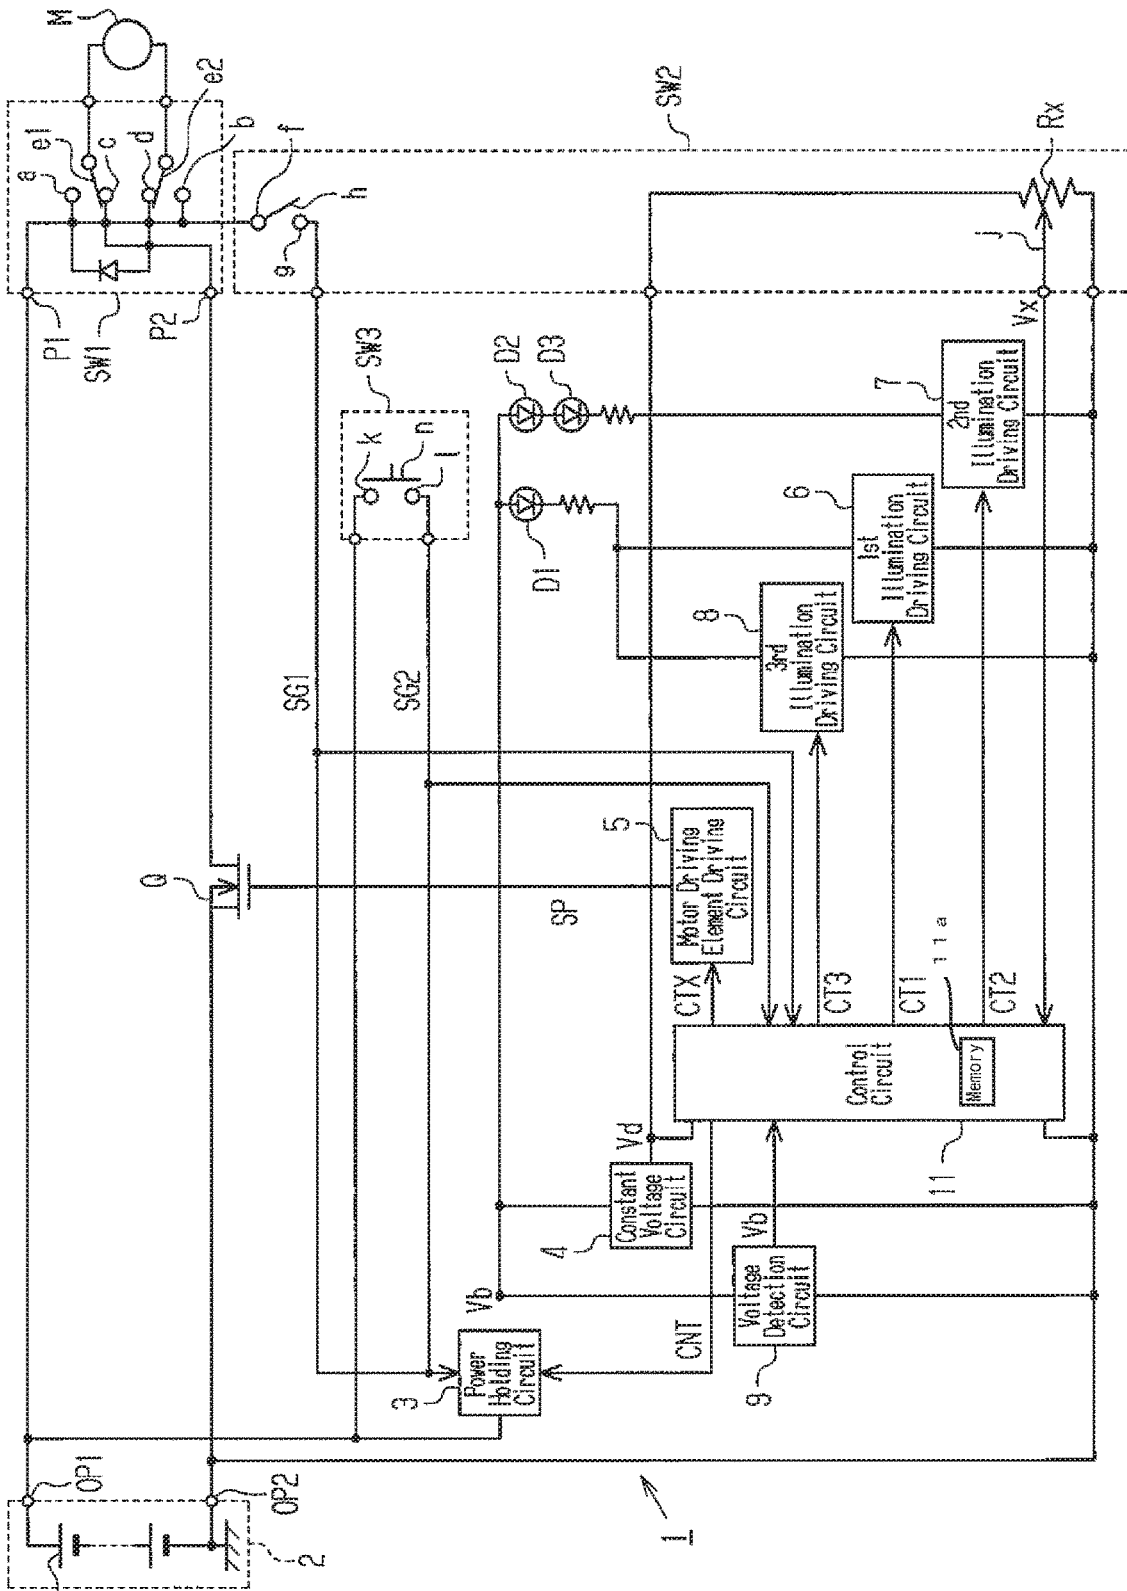 M
e2
e1
a
c
d
b
f
h
g
SW2
Rx
j
P1
SW1
P2
SW3
k
n
l
D2
D3
D1
Vx
7
2nd
Illumination
Driving Circuit
6
1st
Illumination
Driving Circuit
8
3rd
Illumination
Driving Circuit
SG1
SG2
Q
SP
5
Motor Driving
Element Driving
Circuit
CTX
CT3
CT1
CT2
11a
Control
Circuit
Memory
11
Vd
4
Constant
Voltage
Circuit
Vb
Vb
Voltage
Detection
Circuit
9
CNT
3
Power
Holding
Circuit
OP1
OP2
2
1